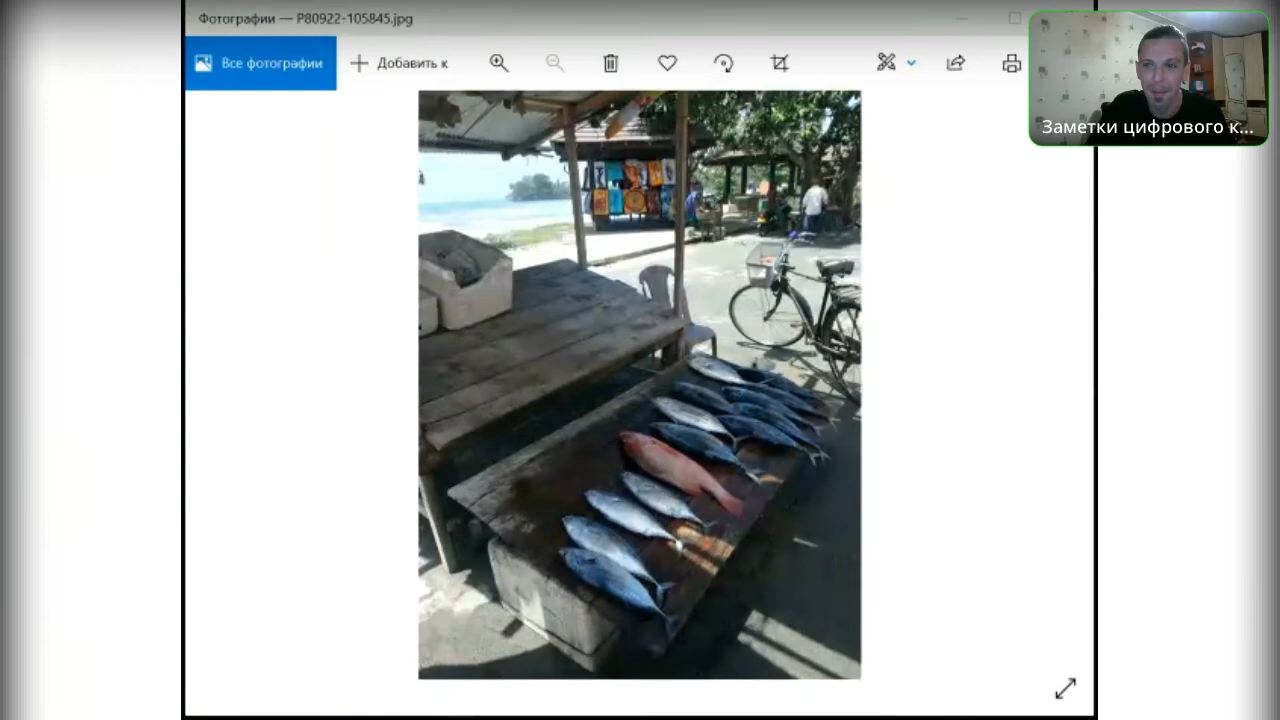 Фотографии — P80922-105845.jpg
Все фотографии
Добавить к
Заметки цифрового к...